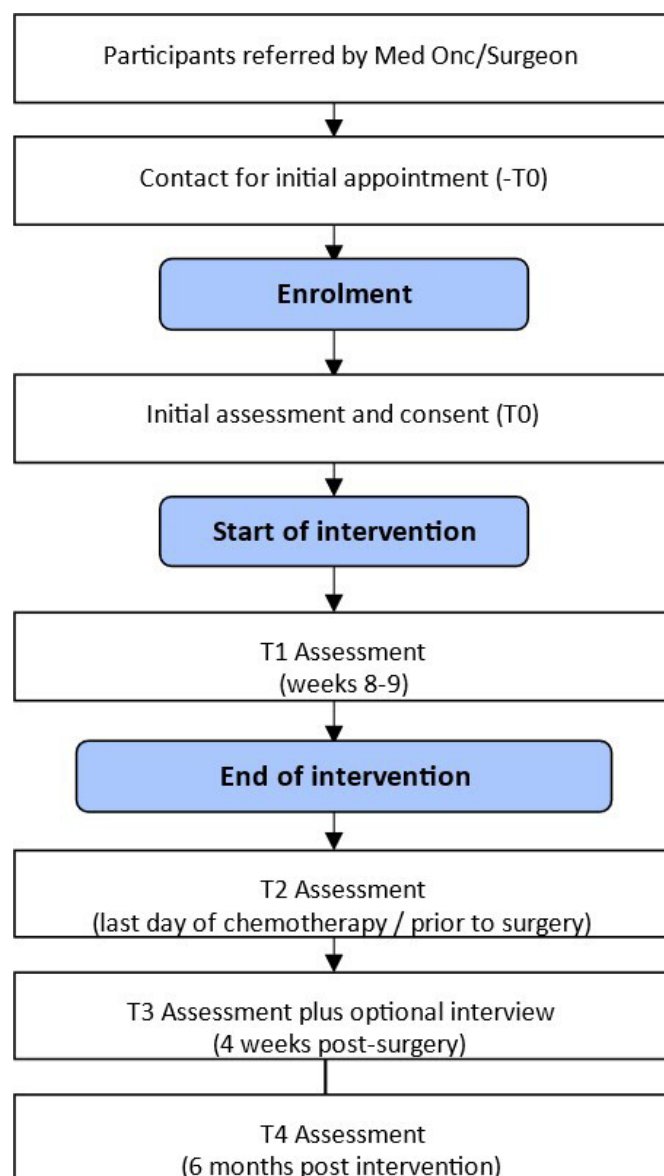 Participants referred by Med Onc/Surgeon
Contact for initial appointment (-T0)
Enrolment
Initial assessment and consent (T0)
Start of intervention
T1 Assessment
(weeks 8-9)
End of intervention
T2 Assessment
(last day of chemotherapy / prior to surgery)
T3 Assessment plus optional interview
(4 weeks post-surgery)
T4 Assessment
(6 months post intervention)